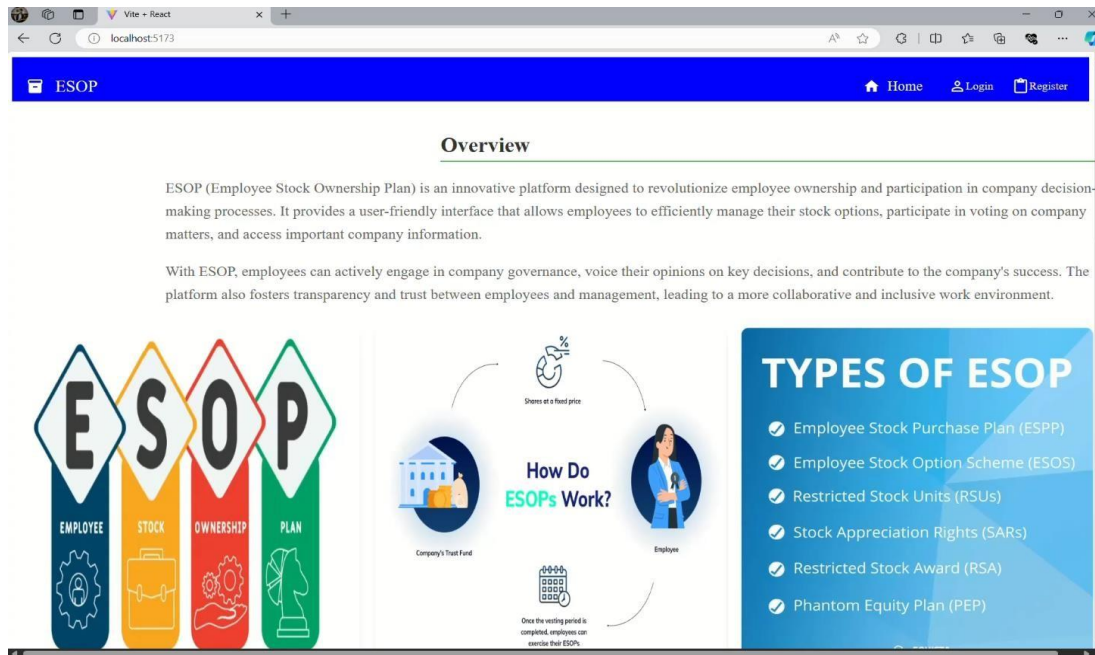 Vite + React
localhost:5173
ESOP
Home
Login
Register
Overview
ESOP (Employee Stock Ownership Plan) is an innovative platform designed to revolutionize employee ownership and participation in company decision-
making processes. It provides a user-friendly interface that allows employees to efficiently manage their stock options, participate in voting on company
matters, and access important company information.
With ESOP, employees can actively engage in company governance, voice their opinions on key decisions, and contribute to the company's success. The
platform also fosters transparency and trust between employees and management, leading to a more collaborative and inclusive work environment.
E S O P
EMPLOYEE
STOCK
OWNERSHIP
PLAN
%
Shares at a fixed price
How Do
ESOPs Work?
Company's Trust Fund
Employee
Once the vesting period is
completed, employees can
exercise their ESOPs
TYPES OF ESOP
Employee Stock Purchase Plan (ESPP)
Employee Stock Option Scheme (ESOS)
Restricted Stock Units (RSUs)
Stock Appreciation Rights (SARs)
Restricted Stock Award (RSA)
Phantom Equity Plan (PEP)